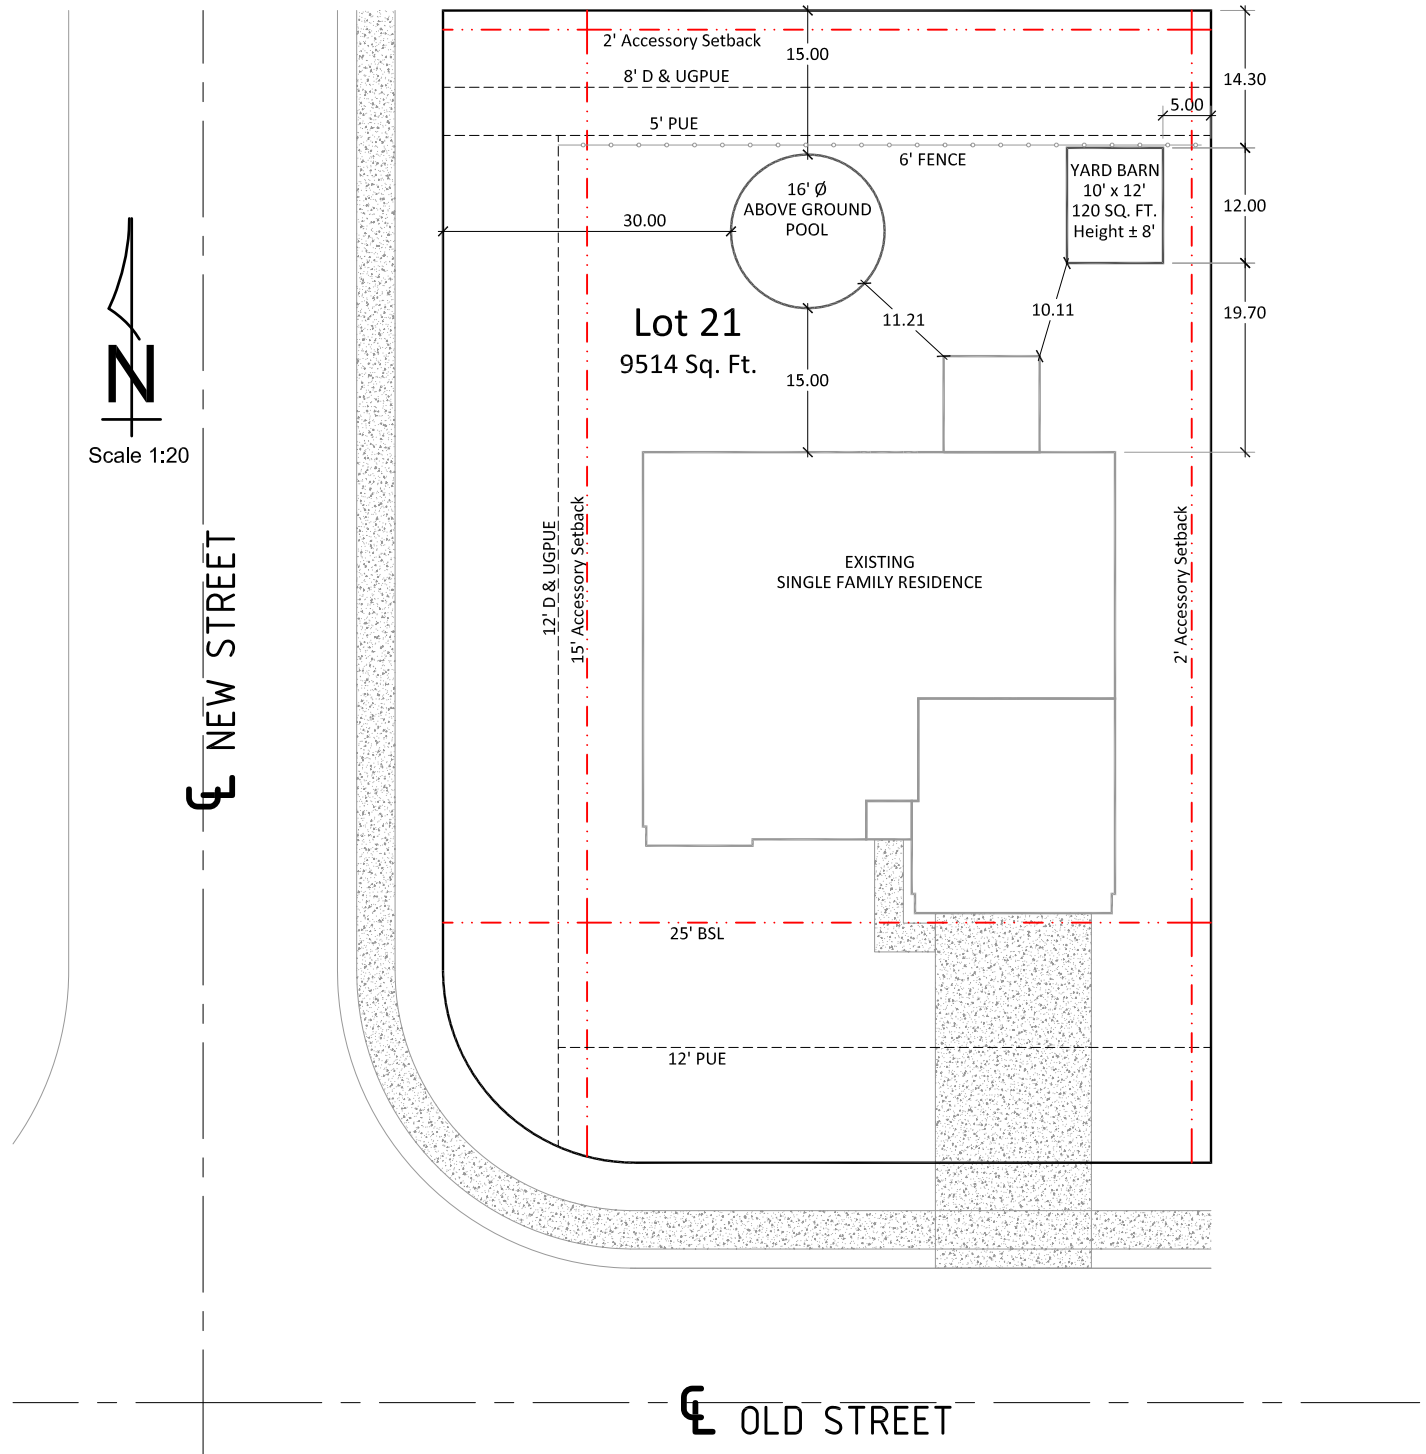 2' Accessory Setback
15.00
8' D & UGPUE
14.30
5.00
5' PUE
6' FENCE
YARD BARN
10' x 12'
120 SQ. FT.
Height ± 8'
16' Ø
ABOVE GROUND
POOL
12.00
30.00
Lot 21
9514 Sq. Ft.
11.21
10.11
19.70
15.00
N
Scale 1:20
12' D & UGPUE
15' Accessory Setback
2' Accessory Setback
EXISTING
SINGLE FAMILY RESIDENCE
CL NEW STREET
25' BSL
12' PUE
CL OLD STREET